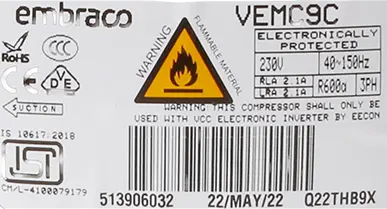 embraco
VEMC9C
WARNING
FLAMMABLE MATERIAL
ELECTRONICALLY
PROTECTED
230V 40~150Hz
RLA 2.1A
LRA 2.1A
R600a 3PH
RoHS
CCC
VDE
SUCTION
WARNING THIS COMPRESSOR SHALL ONLY BE
USED WITH VCC ELECTRONIC INVERTER BY EECON
IS 10617:2018
ISI
CM/L-4100079179
513906032 22/MAY/22 Q22THB9X